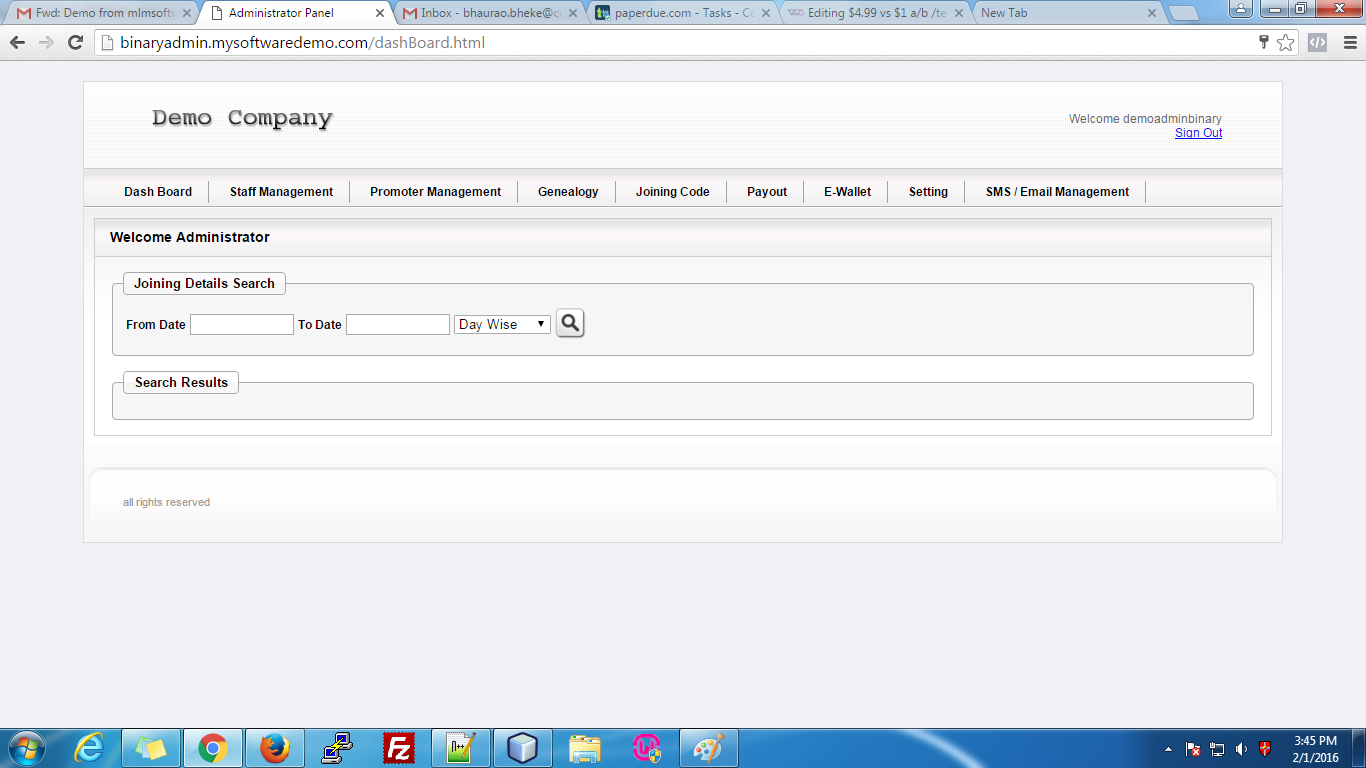 Fwd: Demo from mlmsoftw
Administrator Panel
Inbox - bhaurao.bheke@c
paperdue.com - Tasks - Co
Editing $4.99 vs $1 a/b /te
New Tab
binaryadmin.mysoftwaredemo.com/dashBoard.html
Demo Company
Welcome demoadminbinary
Sign Out
Dash Board
Staff Management
Promoter Management
Genealogy
Joining Code
Payout
E-Wallet
Setting
SMS / Email Management
Welcome Administrator
Joining Details Search
From Date
To Date
Day Wise
Search Results
all rights reserved
3:45 PM
2/1/2016